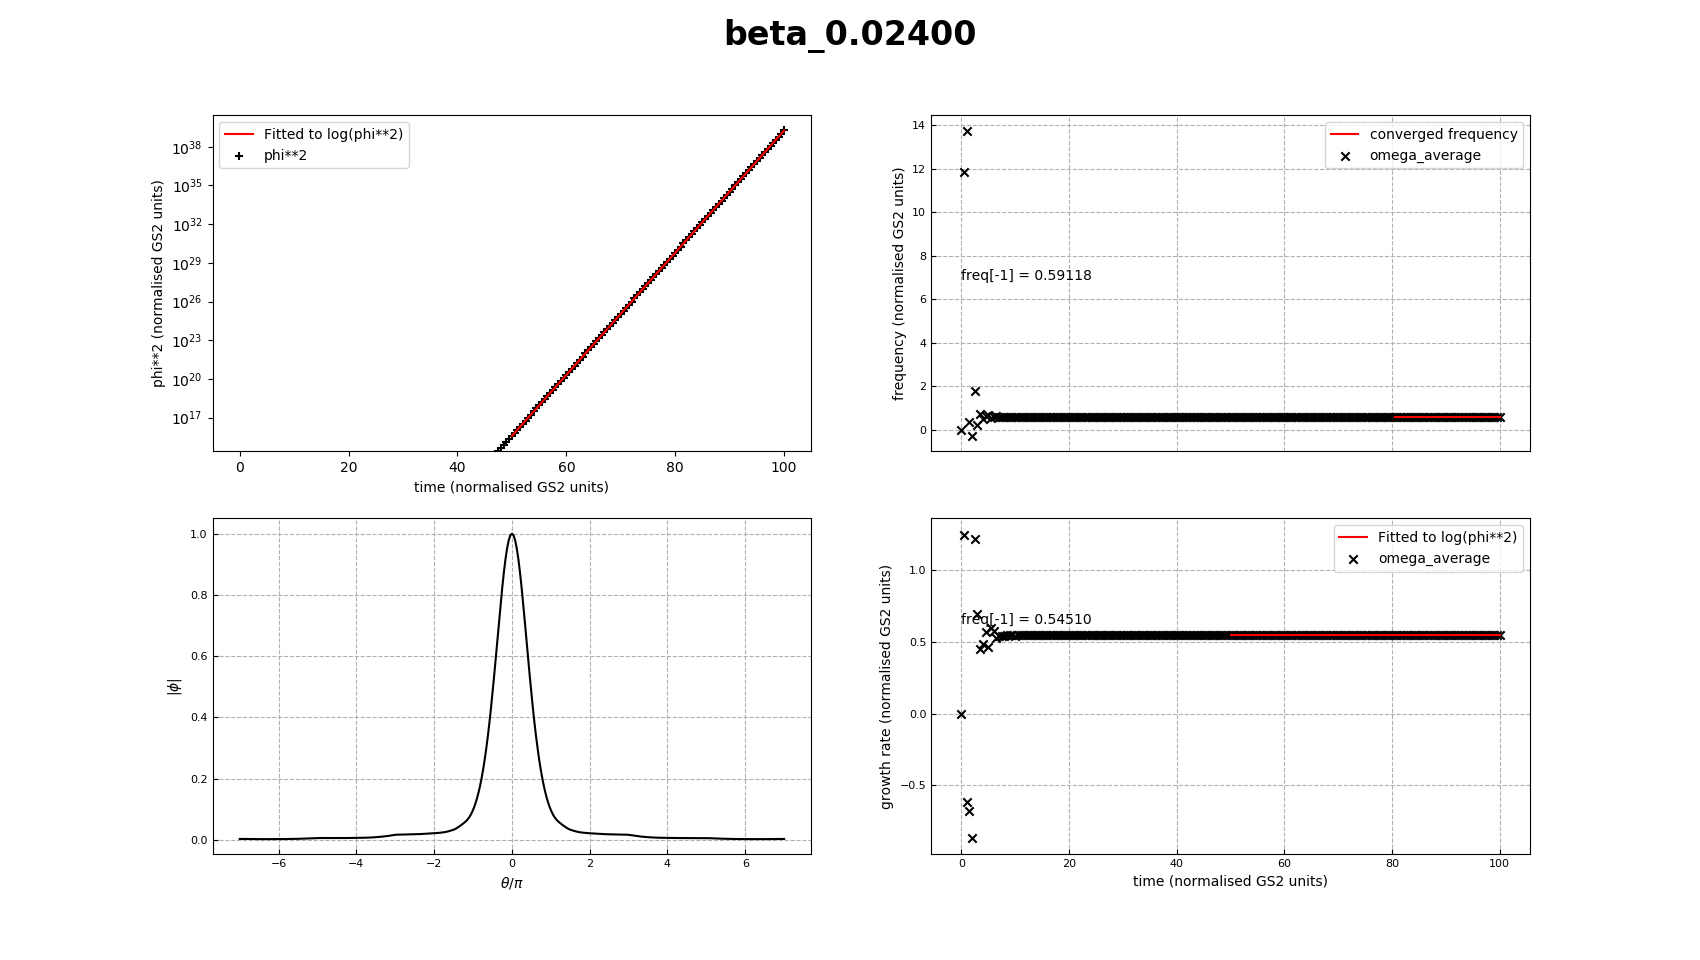 beta_0.02400
Fitted to log(phi**2)
phi**2
10^38
10^35
10^32
10^29
10^26
10^23
10^20
10^17
phi**2 (normalised GS2 units)
0 20 40 60 80 100
time (normalised GS2 units)
converged frequency
omega_average
14
12
10
8
6
4
2
0
frequency (normalised GS2 units)
freq[-1] = 0.59118
1.0
0.8
0.6
0.4
0.2
0.0
|ϕ|
−6 −4 −2 0 2 4 6
θ/π
Fitted to log(phi**2)
omega_average
1.0
0.5
0.0
−0.5
growth rate (normalised GS2 units)
freq[-1] = 0.54510
0 20 40 60 80 100
time (normalised GS2 units)